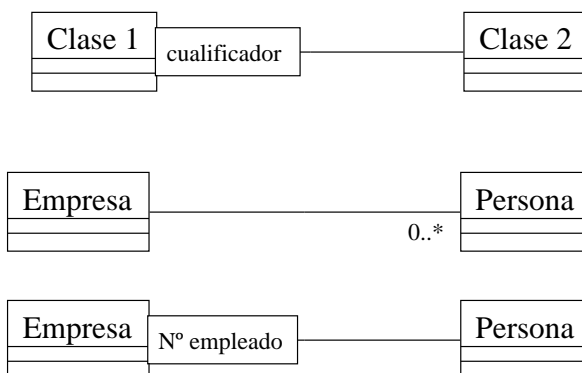 Clase 1
cualificador
Clase 2
Empresa
Persona
0..*
Empresa
Nº empleado
Persona